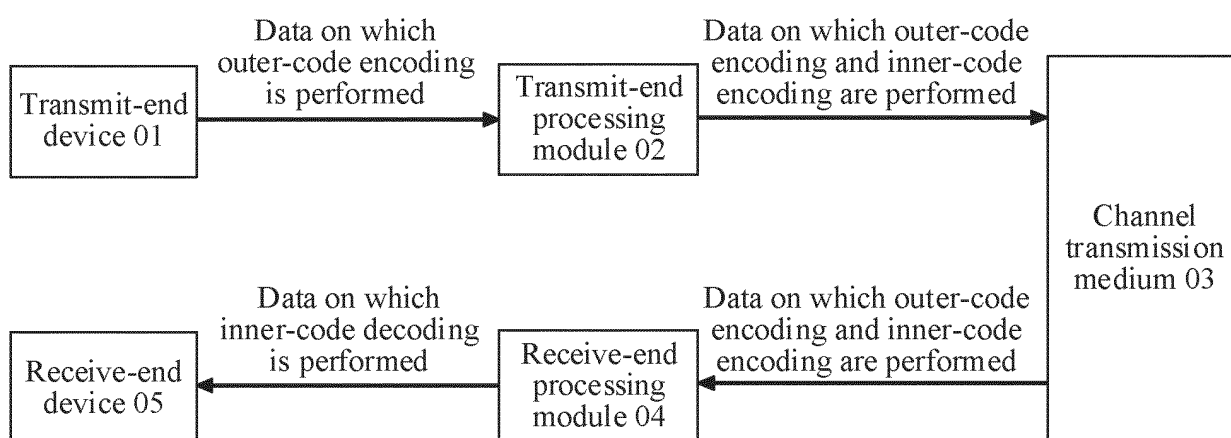 Transmit-end
device 01
Data on which
outer-code encoding
is performed
Transmit-end
processing
module 02
Data on which outer-code
encoding and inner-code
encoding are performed
Channel
transmission
medium 03
Receive-end
device 05
Data on which
inner-code decoding
is performed
Receive-end
processing
module 04
Data on which outer-code
encoding and inner-code
encoding are performed